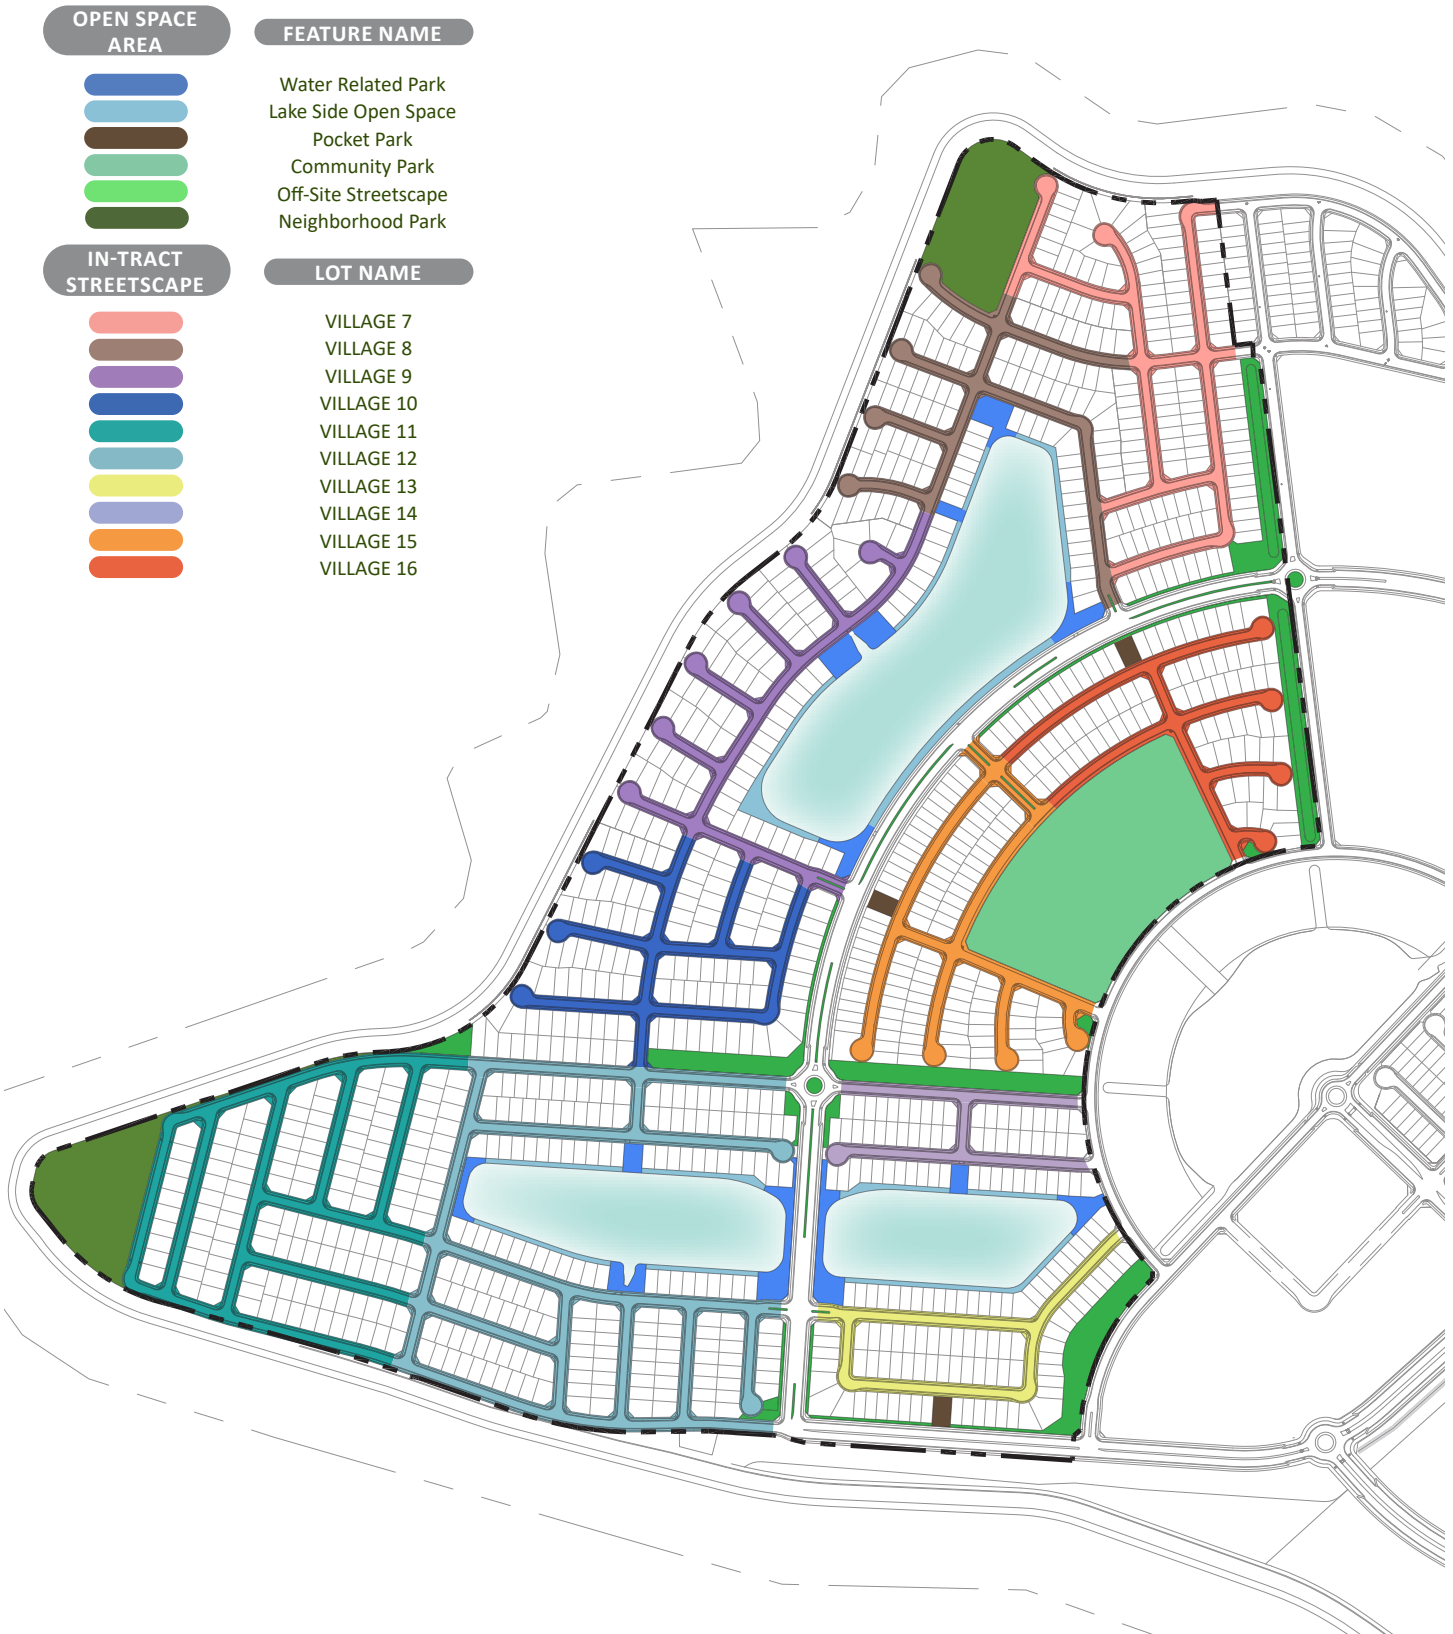 OPEN SPACE
AREA
FEATURE NAME
Water Related Park
Lake Side Open Space
Pocket Park
Community Park
Off-Site Streetscape
Neighborhood Park
IN-TRACT
STREETSCAPE
LOT NAME
VILLAGE 7
VILLAGE 8
VILLAGE 9
VILLAGE 10
VILLAGE 11
VILLAGE 12
VILLAGE 13
VILLAGE 14
VILLAGE 15
VILLAGE 16